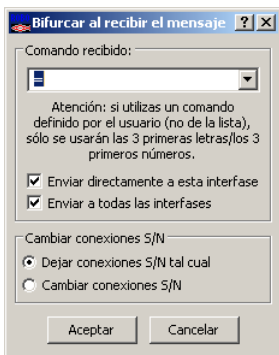 Bifurcar al recibir el mensaje
Comando recibido:
=
Atención: si utilizas un comando
definido por el usuario (no de la lista),
sólo se usarán las 3 primeras letras/los 3
primeros números.
Enviar directamente a esta interfase
Enviar a todas las interfases
Cambiar conexiones S/N
Dejar conexiones S/N tal cual
Cambiar conexiones S/N
Aceptar Cancelar